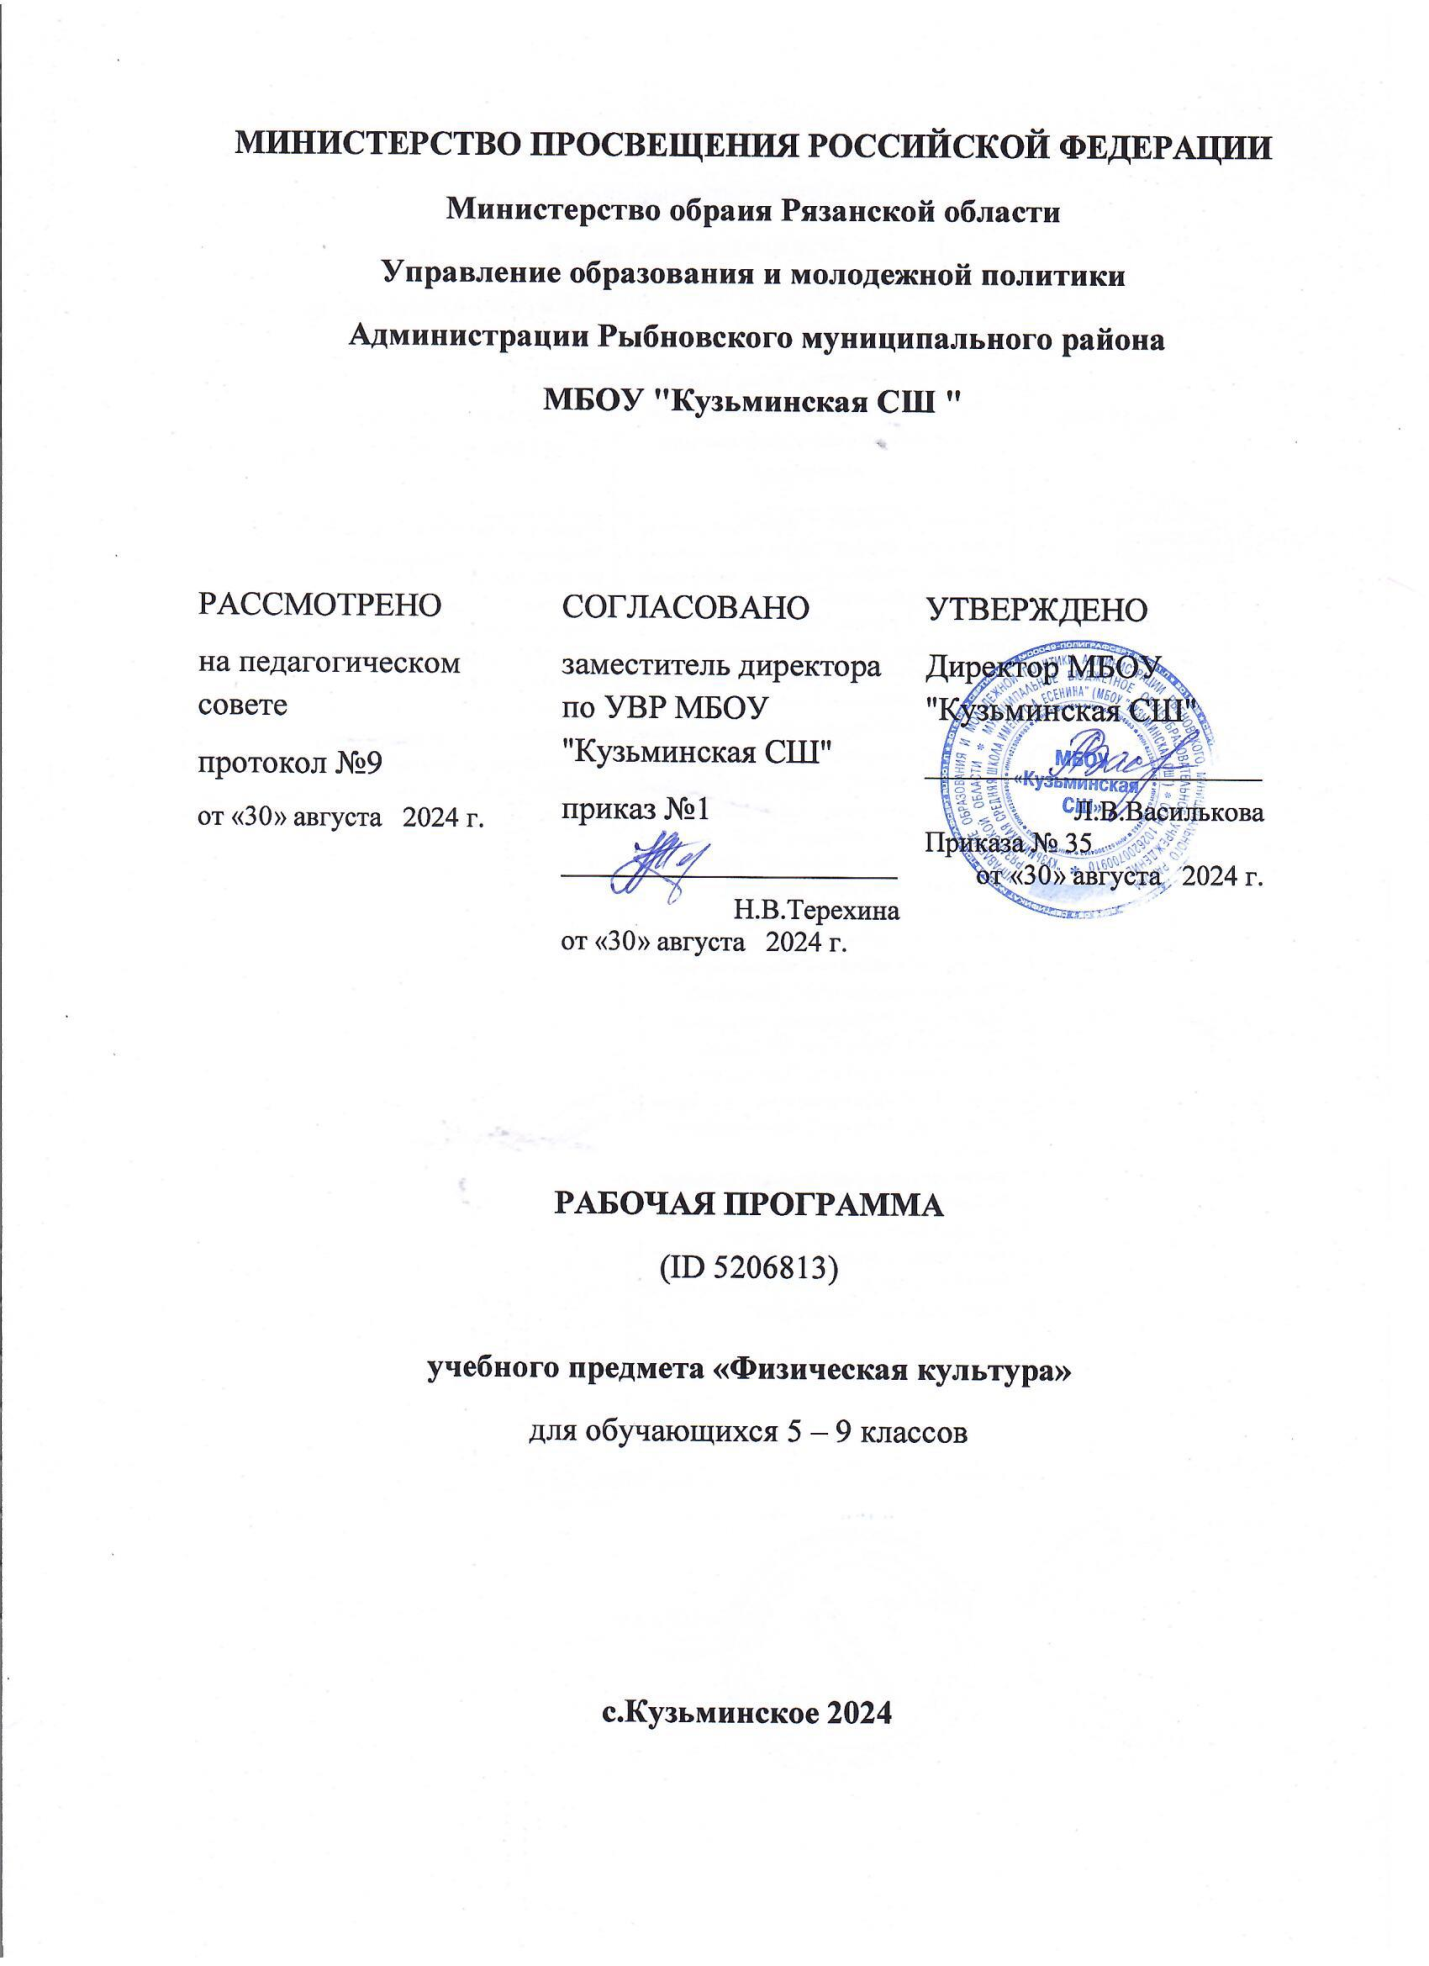 МИНИСТЕРСТВО ПРОСВЕЩЕНИЯ РОССИЙСКОЙ ФЕДЕРАЦИИ
Министерство обраия Рязанской области
Управление образования и молодежной политики
Администрации Рыбновского муниципального района
МБОУ "Кузьминская СШ "
РАССМОТРЕНО
на педагогическом
совете
протокол №9
от «30» августа 2024 г.
СОГЛАСОВАНО
заместитель директора
по УВР МБОУ
"Кузьминская СШ"
приказ №1
Н.В.Терехина
от «30» августа 2024 г.
УТВЕРЖДЕНО
Директор МБОУ
"Кузьминская СШ"
Л.В.Василькова
Приказа № 35
от «30» августа 2024 г.
МБОУ
«Кузьминская
СШ»
РАБОЧАЯ ПРОГРАММА
(ID 5206813)
учебного предмета «Физическая культура»
для обучающихся 5 – 9 классов
с.Кузьминское 2024